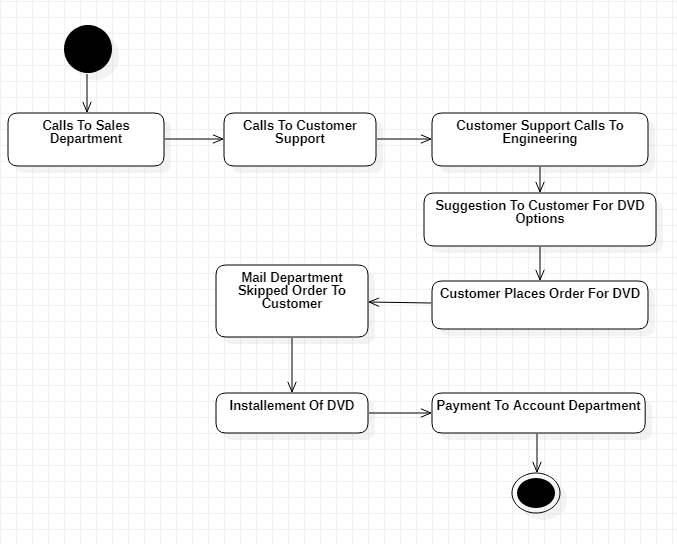 Calls To Sales
Department
Calls To Customer
Support
Customer Support Calls To
Engineering
Suggestion To Customer For DVD
Options
Customer Places Order For DVD
Mail Department
Skipped Order To
Customer
Installement Of DVD
Payment To Account Department